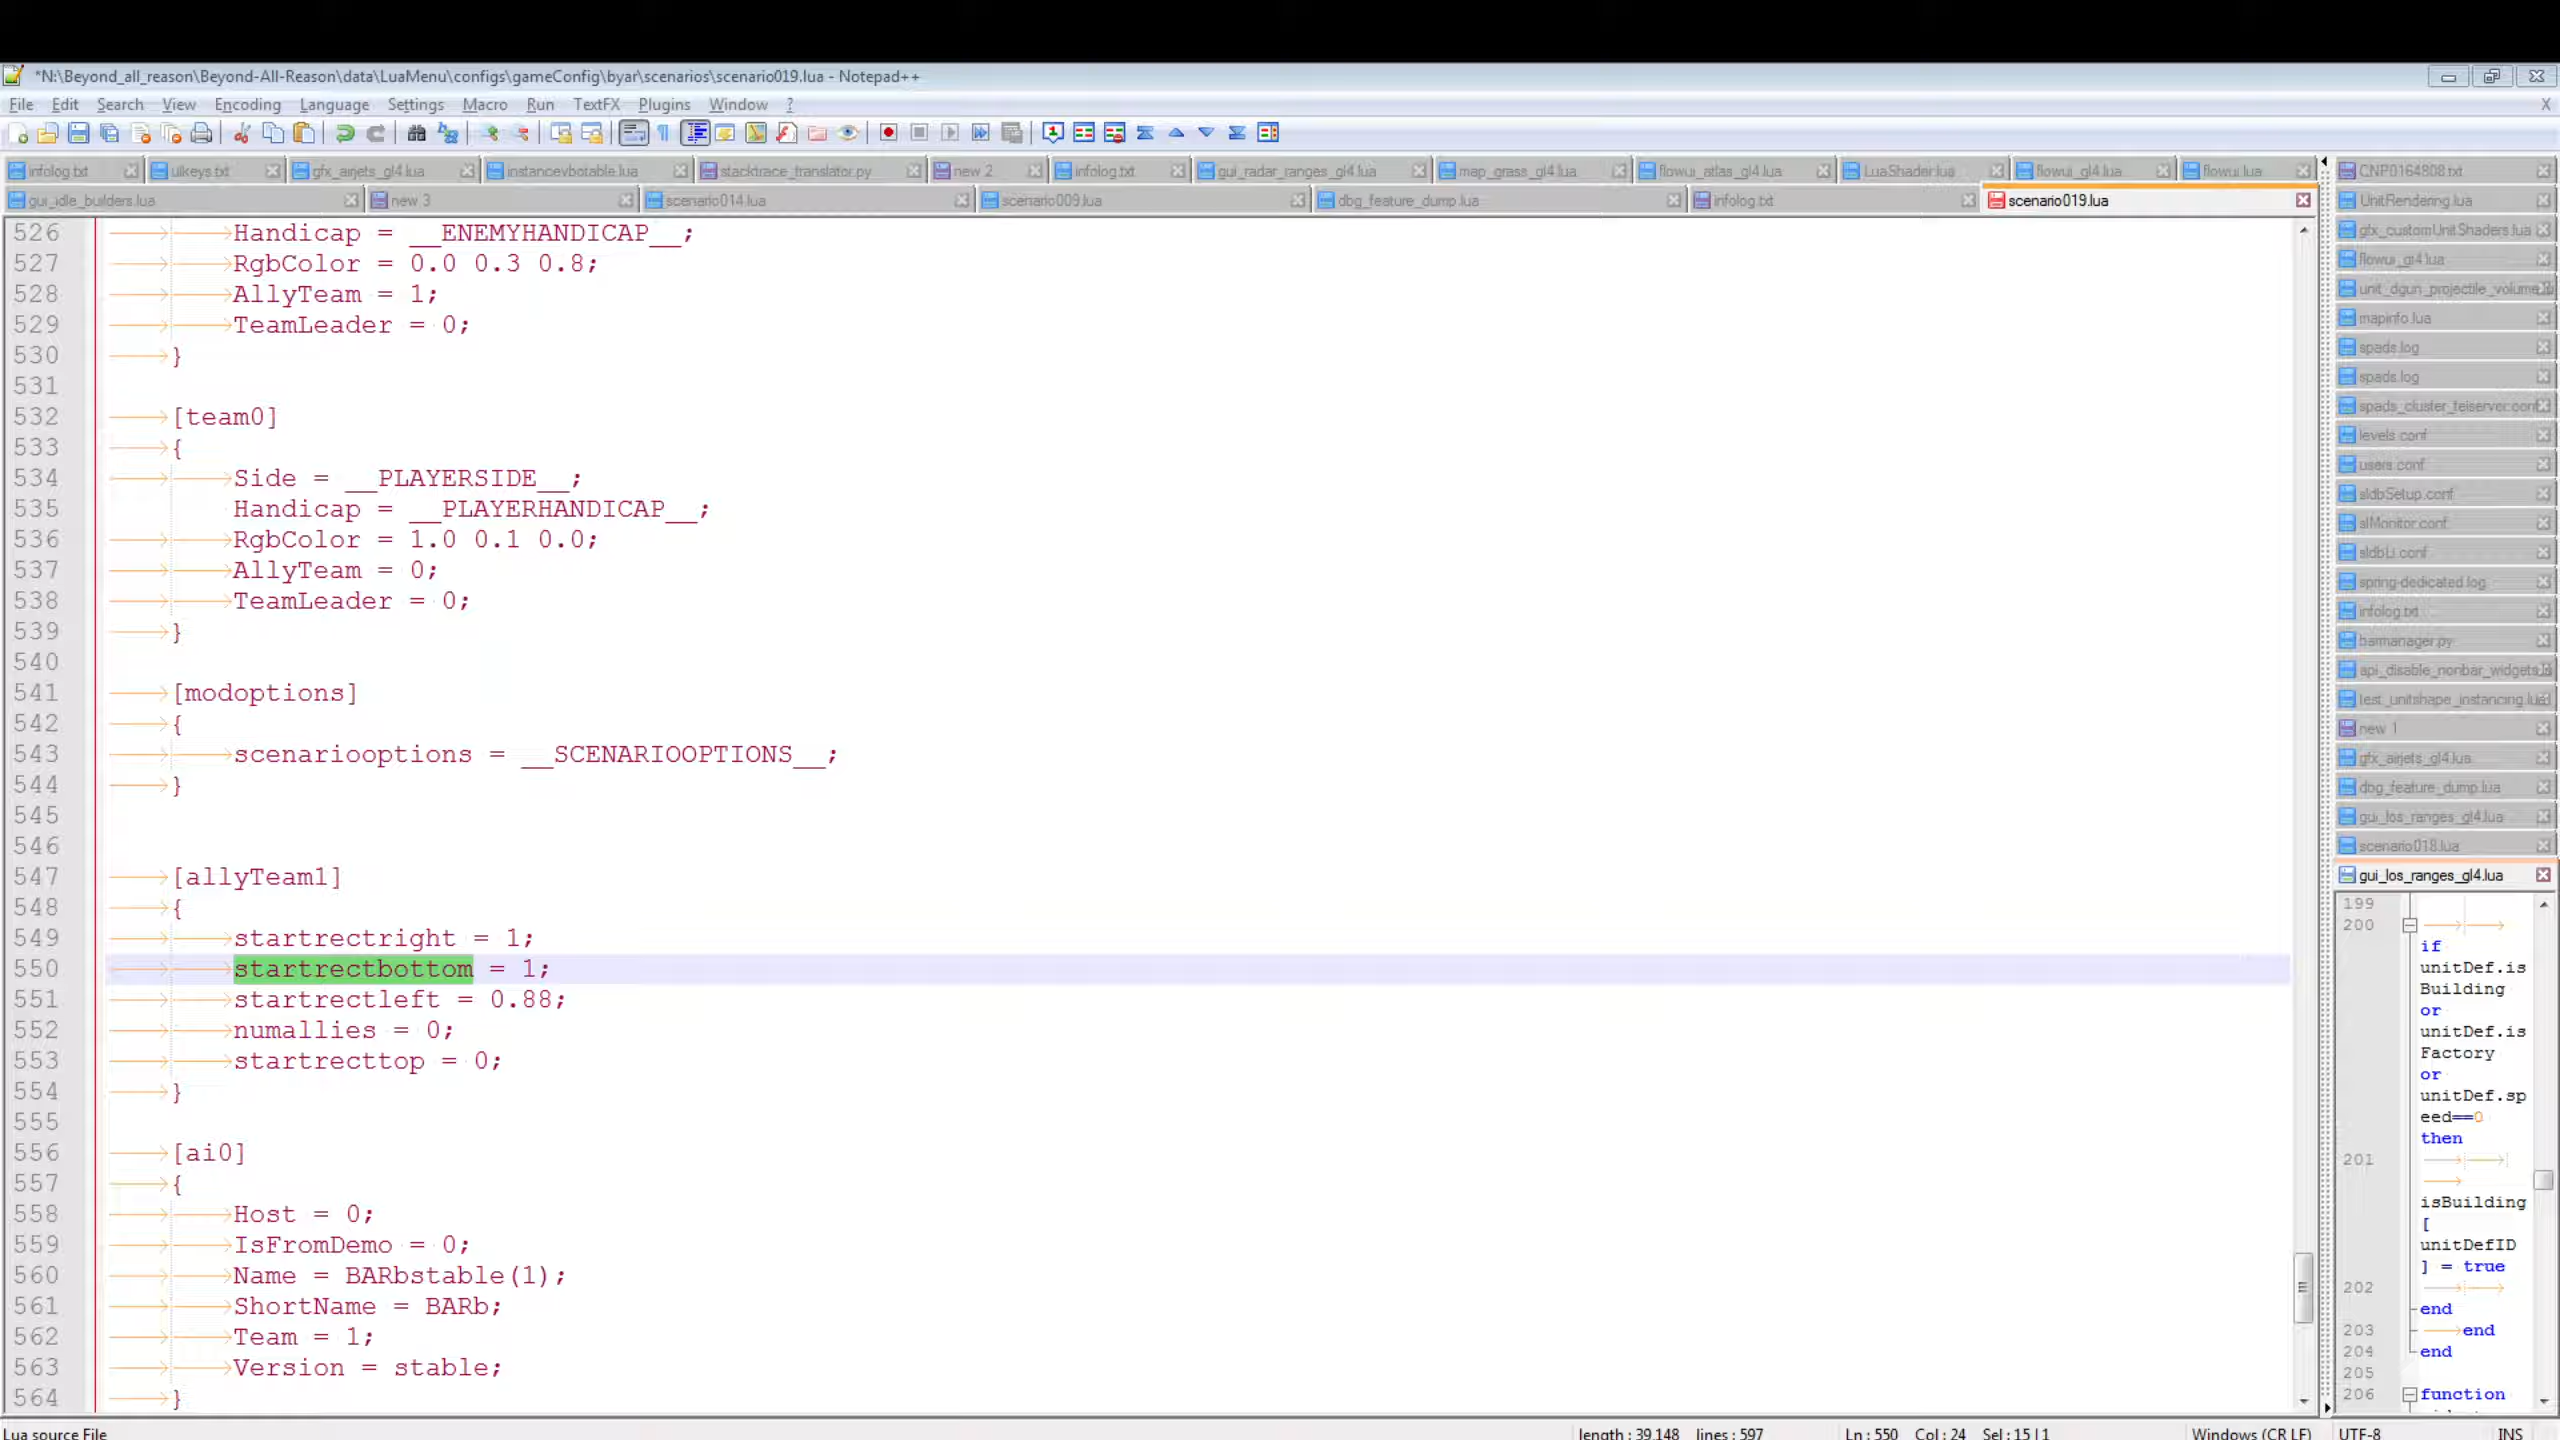 *N:\Beyond_all_reason\Beyond-All-Reason\data\LuaMenu\configs\gameConfig\byar\scenarios\scenario019.lua - Notepad++
File Edit Search View Encoding Language Settings Macro Run TextFX Plugins Window ? X
infolog.txt uikeys.txt gfx_airjets_gl4.lua instancevbotable.lua stacktrace_translator.py new 2 infolog.txt gui_radar_ranges_gl4.lua map_grass_gl4.lua flowui_atlas_gl4.lua LuaShader.lua flowui_gl4.lua flowui.lua
gui_idle_builders.lua new 3 scenario014.lua scenario009.lua dbg_feature_dump.lua infolog.txt scenario019.lua
526 Handicap = __ENEMYHANDICAP__;
527 RgbColor = 0.0 0.3 0.8;
528 AllyTeam = 1;
529 TeamLeader = 0;
530 }
531
532 [team0]
533 {
534 Side = __PLAYERSIDE__;
535 Handicap = __PLAYERHANDICAP__;
536 RgbColor = 1.0 0.1 0.0;
537 AllyTeam = 0;
538 TeamLeader = 0;
539 }
540
541 [modoptions]
542 {
543 scenariooptions = __SCENARIOOPTIONS__;
544 }
545
546
547 [allyTeam1]
548 {
549 startrectright = 1;
550 startrectbottom = 1;
551 startrectleft = 0.88;
552 numallies = 0;
553 startrecttop = 0;
554 }
555
556 [ai0]
557 {
558 Host = 0;
559 IsFromDemo = 0;
560 Name = BARbstable(1);
561 ShortName = BARb;
562 Team = 1;
563 Version = stable;
564 }
CNP0164808.txt
UnitRendering.lua
gfx_customUnitShaders.lua
flowui_gl4.lua
unit_dgun_projectile_volume
mapinfo.lua
spads.log
spads.log
spads_cluster_teiserver.conf
levels.conf
users.conf
sldbSetup.conf
slMonitor.conf
sldbLi.conf
spring-dedicated.log
infolog.txt
barmanager.py
api_disable_nonbar_widgets
test_unitshape_instancing.lua
new 1
gfx_airjets_gl4.lua
dbg_feature_dump.lua
gui_los_ranges_gl4.lua
scenario018.lua
gui_los_ranges_gl4.lua
199
200
if
unitDef.is
Building
or
unitDef.is
Factory
or
unitDef.sp
eed==0
then
201
isBuilding
[
unitDefID
] = true
202
end
203 end
204 end
205
206 function
Lua source File length : 39,148 lines : 597 Ln : 550 Col : 24 Sel : 15 | 1 Windows (CR LF) UTF-8 INS